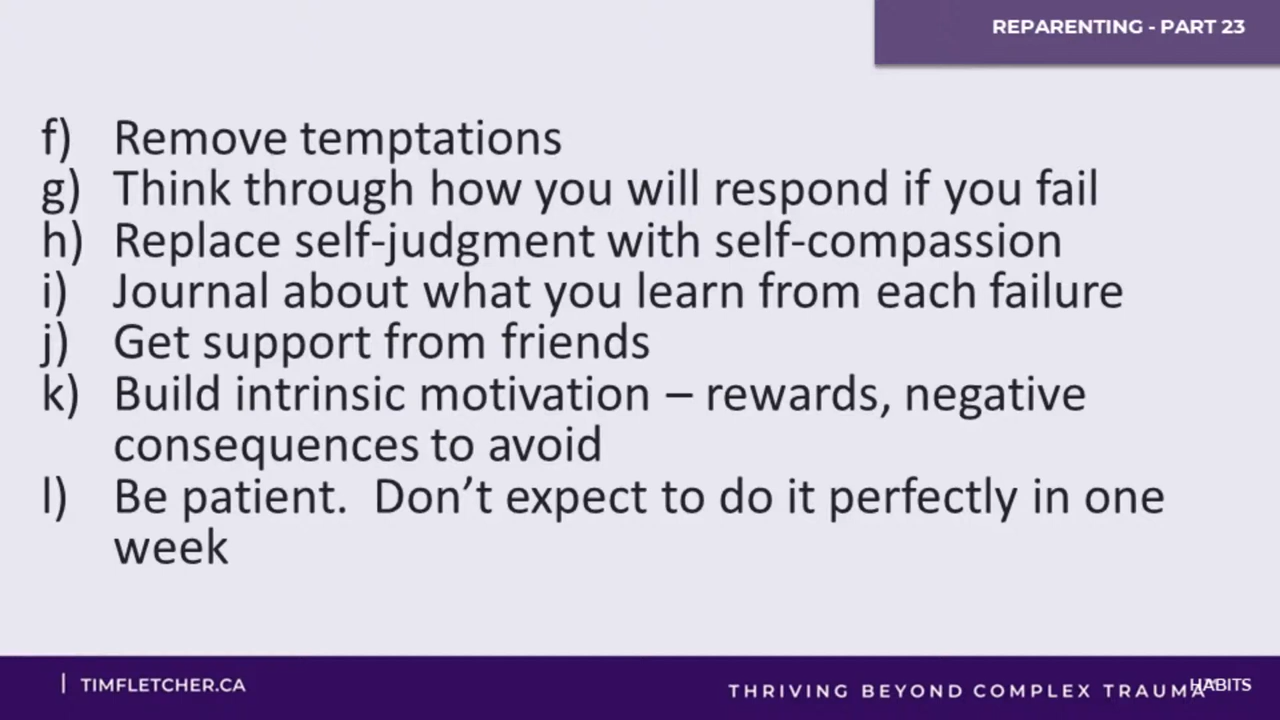 REPARENTING - PART 23
f) Remove temptations
g) Think through how you will respond if you fail
h) Replace self-judgment with self-compassion
i) Journal about what you learn from each failure
j) Get support from friends
k) Build intrinsic motivation – rewards, negative
consequences to avoid
l) Be patient.  Don’t expect to do it perfectly in one
week
| TIMFLETCHER.CA
THRIVING BEYOND COMPLEX TRAUMA
HABITS